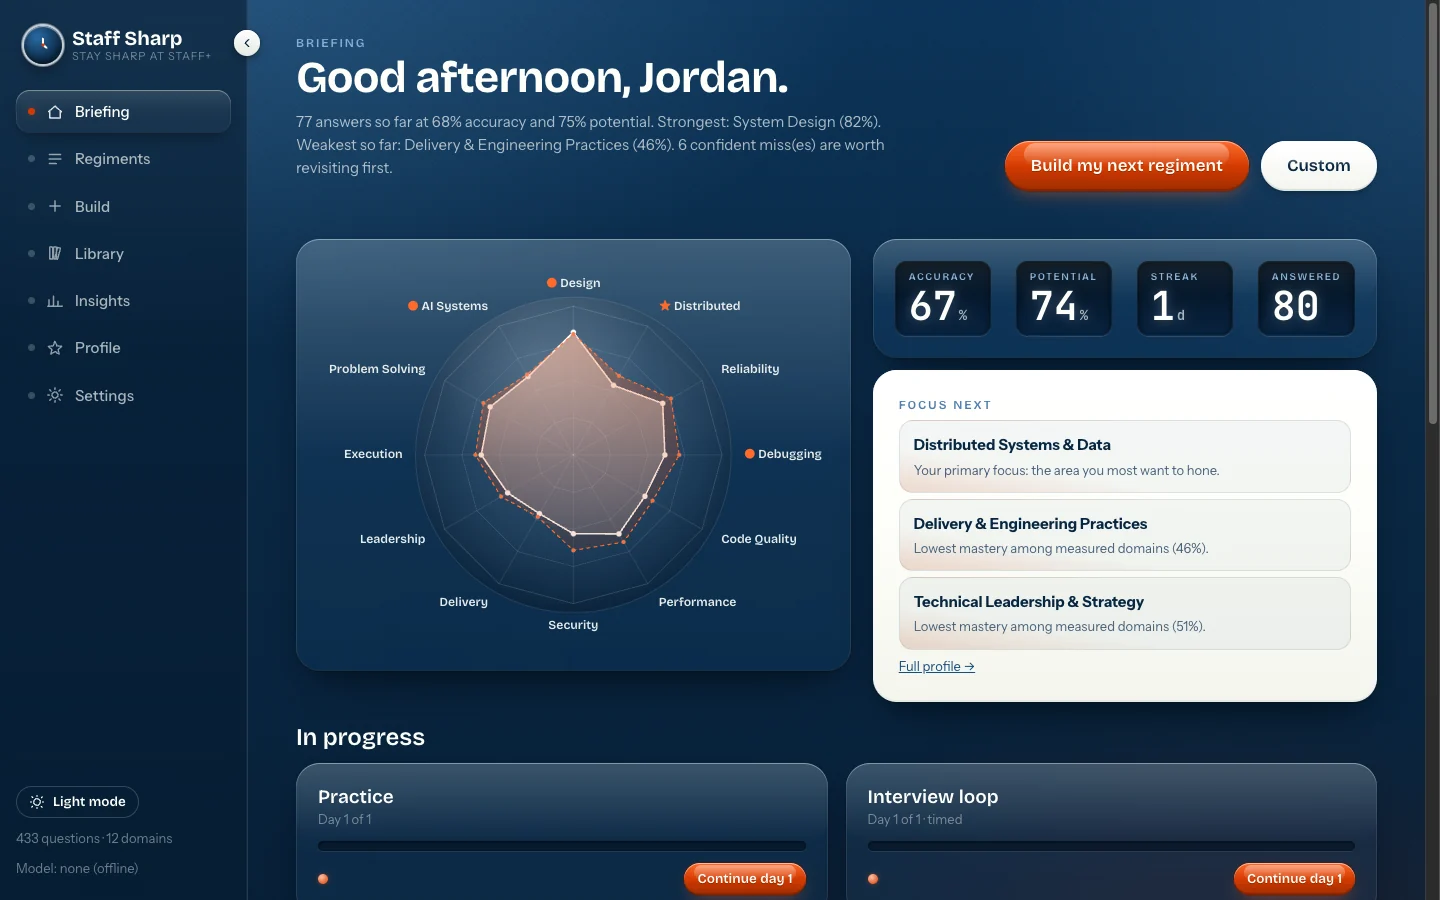 Staff Sharp
STAY SHARP AT STAFF+
Briefing
Regiments
Build
Library
Insights
Profile
Settings
Light mode
433 questions · 12 domains
Model: none (offline)
BRIEFING
Good afternoon, Jordan.
77 answers so far at 68% accuracy and 75% potential. Strongest: System Design (82%).
Weakest so far: Delivery & Engineering Practices (46%). 6 confident miss(es) are worth
revisiting first.
Build my next regiment
Custom
Design
AI Systems
Distributed
Problem Solving
Reliability
Execution
Debugging
Leadership
Code Quality
Delivery
Performance
Security
ACCURACY
67%
POTENTIAL
74%
STREAK
1d
ANSWERED
80
FOCUS NEXT
Distributed Systems & Data
Your primary focus: the area you most want to hone.
Delivery & Engineering Practices
Lowest mastery among measured domains (46%).
Technical Leadership & Strategy
Lowest mastery among measured domains (51%).
Full profile →
In progress
Practice
Day 1 of 1
Continue day 1
Interview loop
Day 1 of 1 · timed
Continue day 1